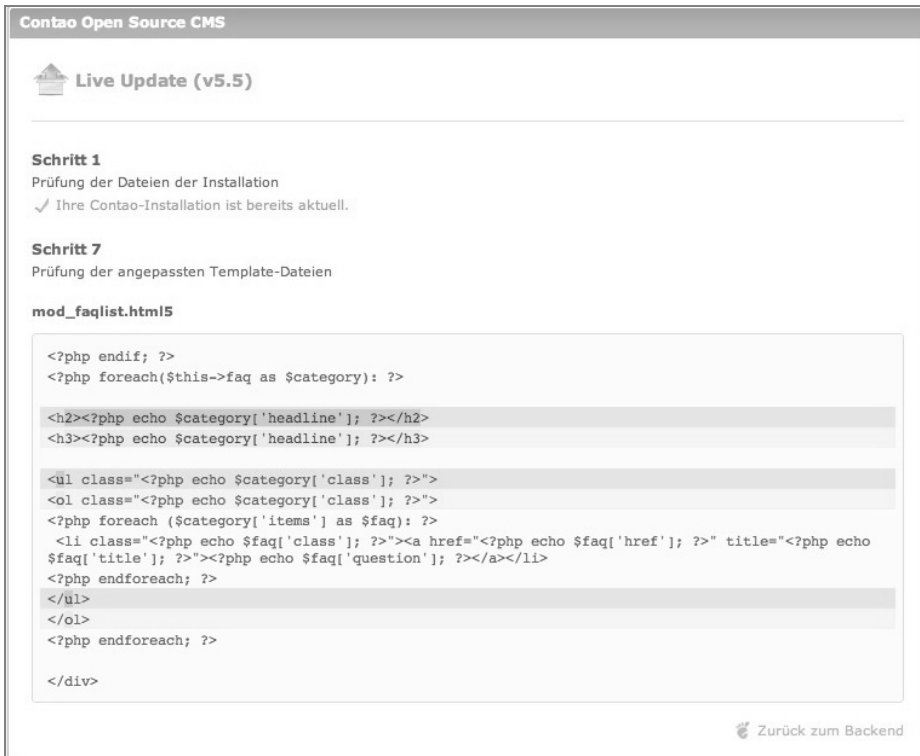 Contao Open Source CMS
Live Update (v5.5)
Schritt 1
Prüfung der Dateien der Installation
Ihre Contao-Installation ist bereits aktuell.
Schritt 7
Prüfung der angepassten Template-Dateien
mod_faqlist.html5
<?php endif; ?>
<?php foreach($this->faq as $category): ?>
<h2><?php echo $category['headline']; ?></h2>
<h3><?php echo $category['headline']; ?></h3>
<ul class="<?php echo $category['class']; ?>">
<ol class="<?php echo $category['class']; ?>">
<?php foreach ($category['items'] as $faq): ?>
<li class="<?php echo $faq['class']; ?>"><a href="<?php echo $faq['href']; ?>" title="<?php echo
$faq['title']; ?>"><?php echo $faq['question']; ?></a></li>
<?php endforeach; ?>
</ul>
</ol>
<?php endforeach; ?>
</div>
Zurück zum Backend